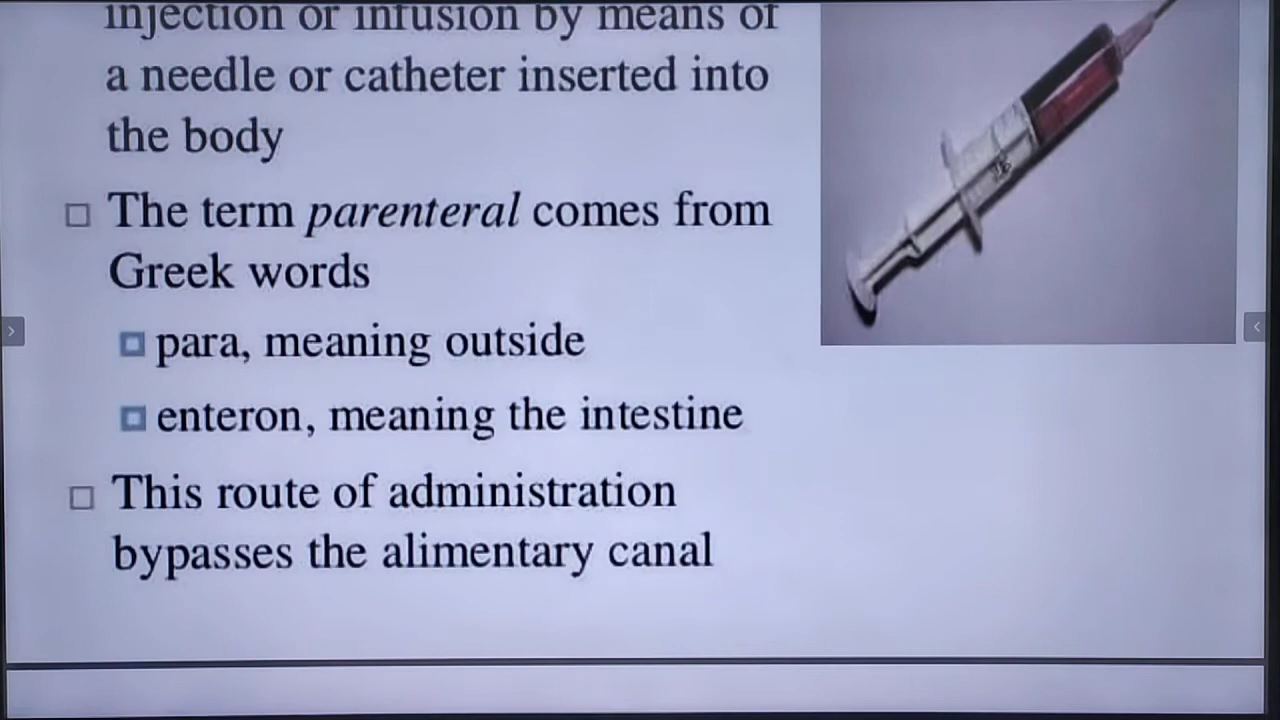 injection or infusion by means of
a needle or catheter inserted into
the body
The term parenteral comes from
Greek words
para, meaning outside
enteron, meaning the intestine
This route of administration
bypasses the alimentary canal